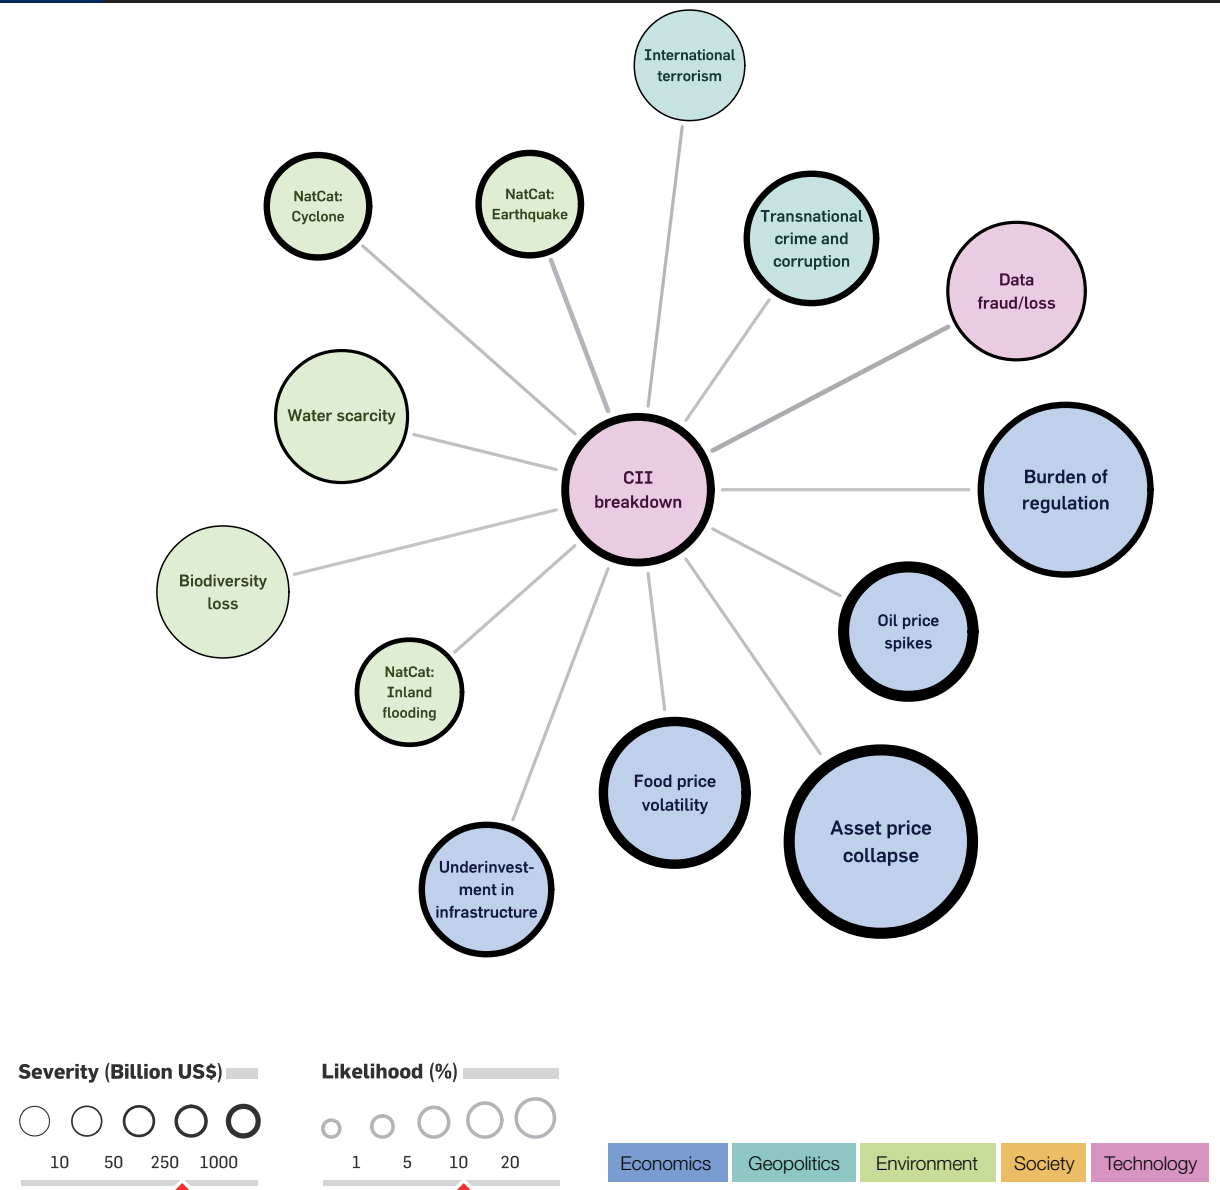 International
terrorism
NatCat:
Cyclone
NatCat:
Earthquake
Transnational
crime and
corruption
Data
fraud/loss
Water scarcity
CII
breakdown
Burden of
regulation
Biodiversity
loss
Oil price
spikes
NatCat:
Inland
flooding
Food price
volatility
Asset price
collapse
Underinvest-
ment in
infrastructure
Severity (Billion US$)
10 50 250 1000
Likelihood (%)
1 5 10 20
Economics
Geopolitics
Environment
Society
Technology